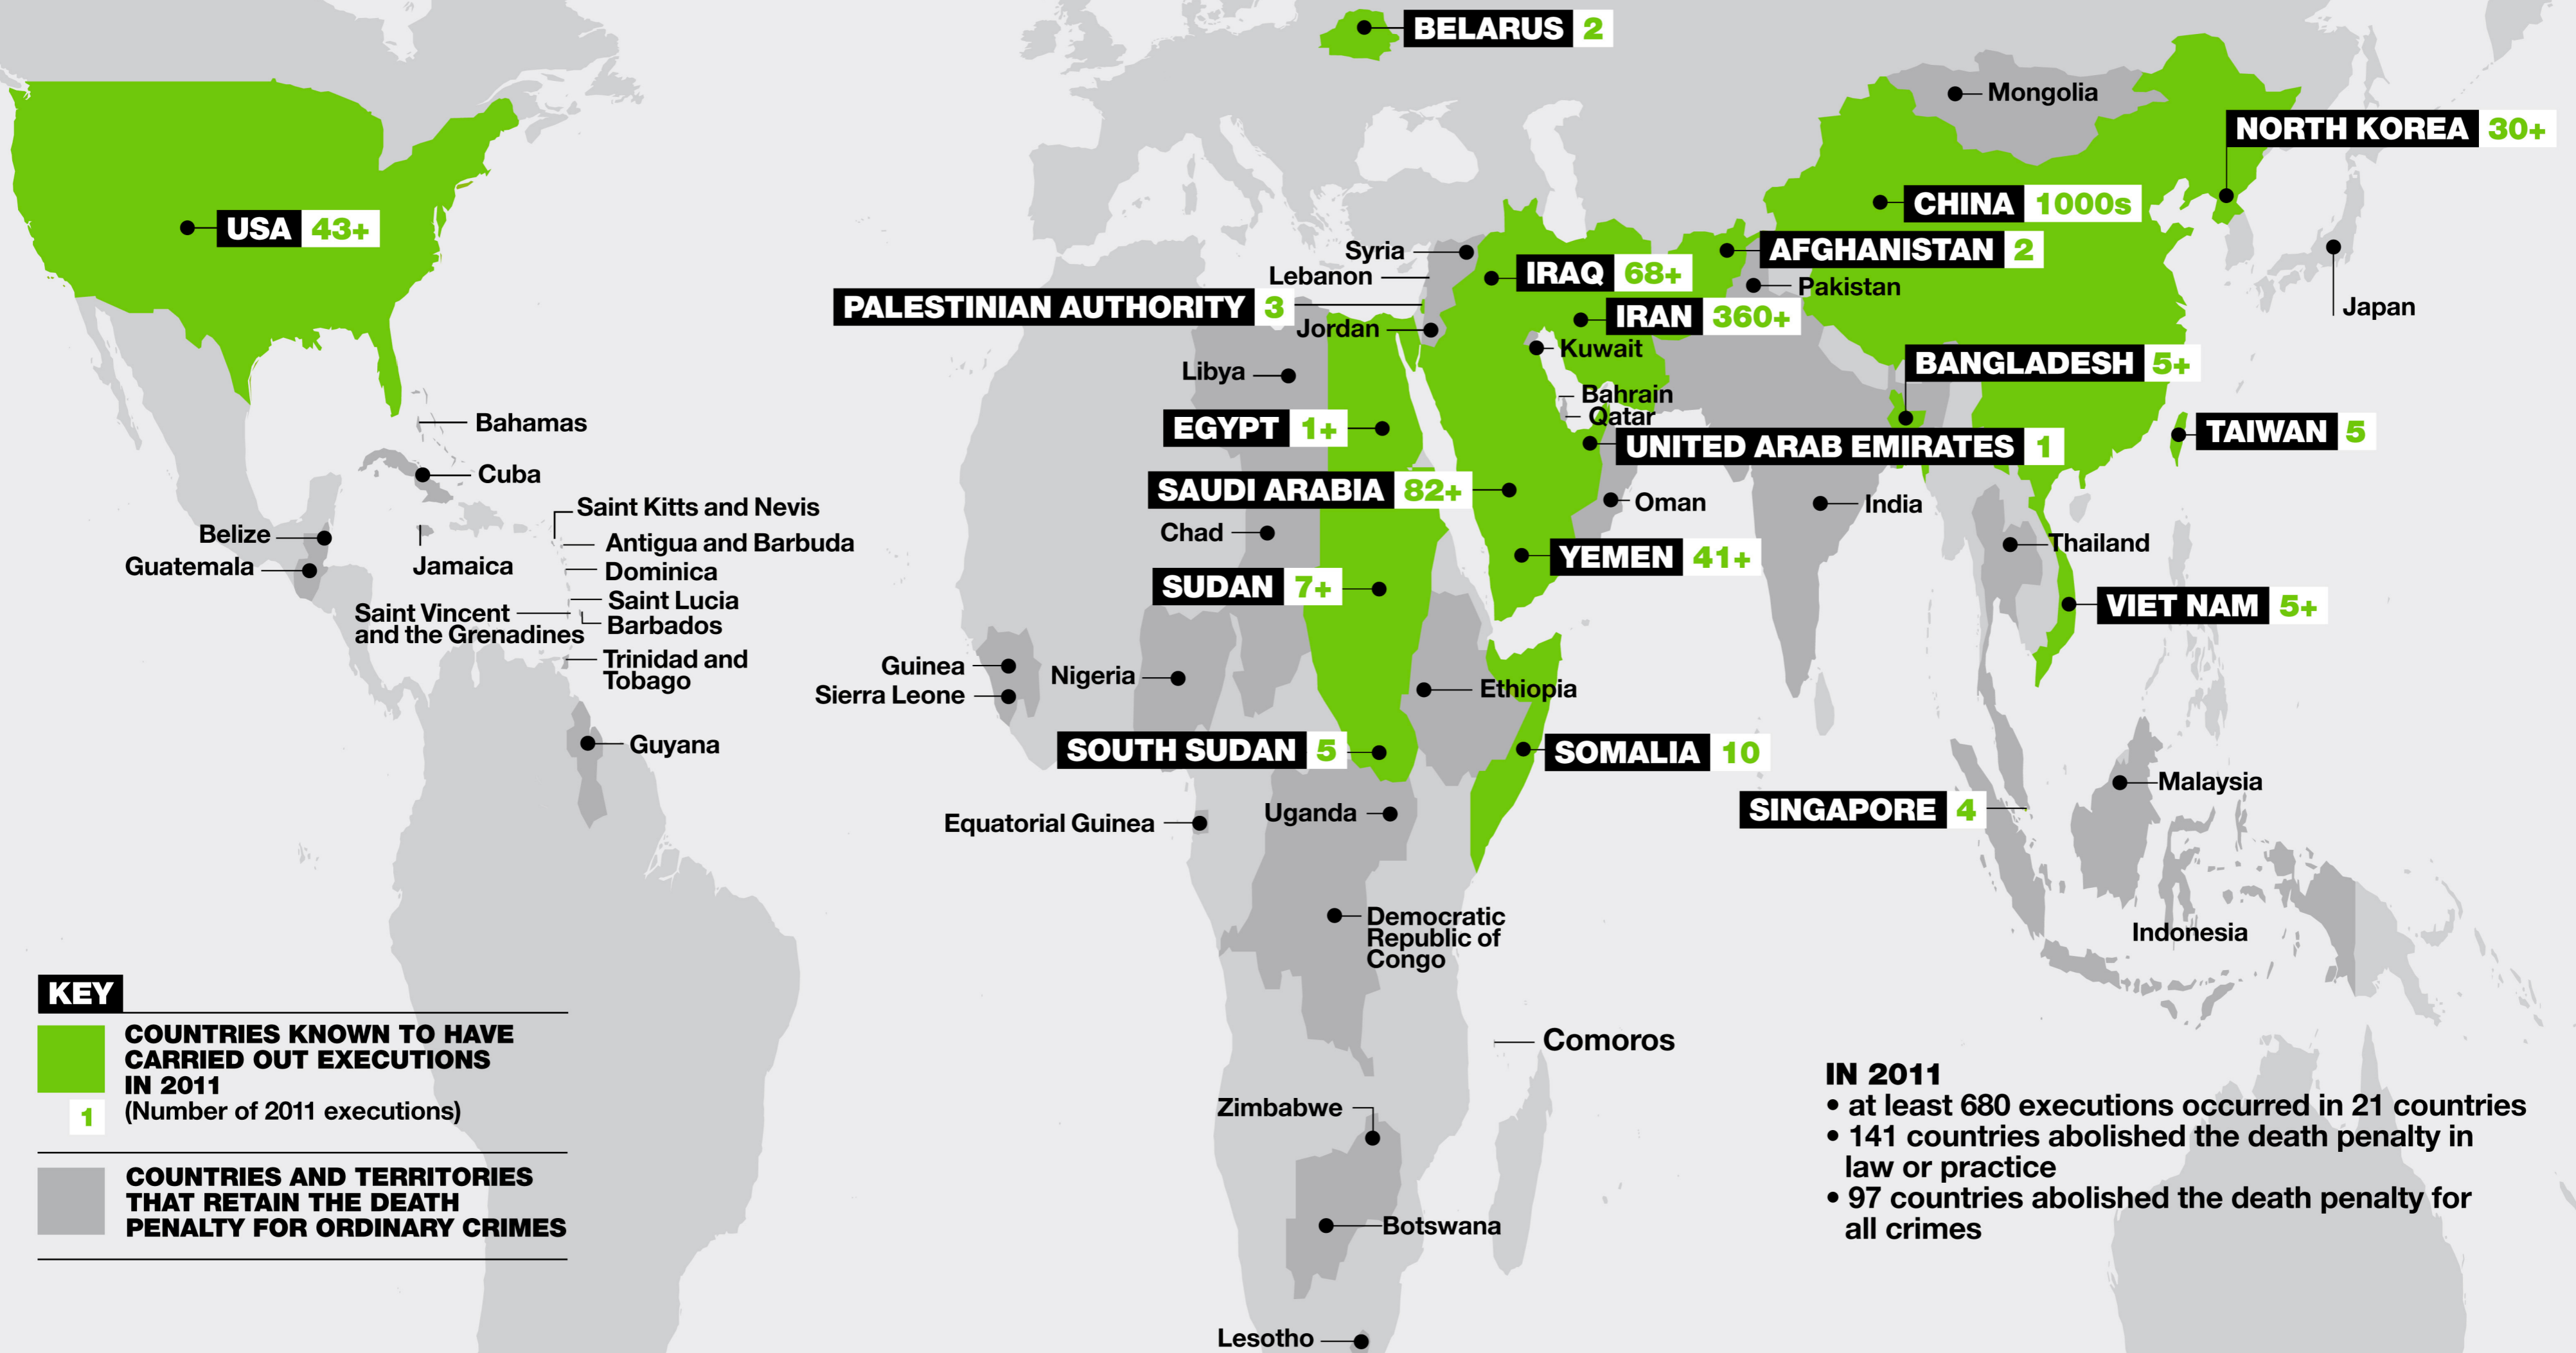 BELARUS 2
Mongolia
NORTH KOREA 30+
CHINA 1000s
USA 43+
AFGHANISTAN 2
Syria
IRAQ 68+
Lebanon
Pakistan
PALESTINIAN AUTHORITY 3
IRAN 360+
Japan
Jordan
Kuwait
BANGLADESH 5+
Libya
Bahrain
Qatar
Bahamas
EGYPT 1+
TAIWAN 5
UNITED ARAB EMIRATES 1
Cuba
SAUDI ARABIA 82+
Oman
India
Saint Kitts and Nevis
Belize
Chad
Antigua and Barbuda
Thailand
Guatemala
Jamaica
YEMEN 41+
Dominica
SUDAN 7+
Saint Lucia
VIET NAM 5+
Saint Vincent
and the Grenadines
Barbados
Trinidad and
Tobago
Guinea
Nigeria
Sierra Leone
Ethiopia
Guyana
SOUTH SUDAN 5
SOMALIA 10
Malaysia
SINGAPORE 4
Uganda
Equatorial Guinea
Democratic
Republic of
Congo
Indonesia
KEY
COUNTRIES KNOWN TO HAVE
CARRIED OUT EXECUTIONS
IN 2011
1 (Number of 2011 executions)
COUNTRIES AND TERRITORIES
THAT RETAIN THE DEATH
PENALTY FOR ORDINARY CRIMES
Comoros
Zimbabwe
Botswana
Lesotho
IN 2011
• at least 680 executions occurred in 21 countries
• 141 countries abolished the death penalty in
law or practice
• 97 countries abolished the death penalty for
all crimes